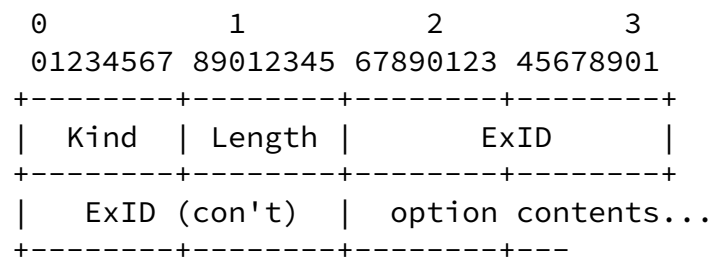 0                   1                   2                   3
 01234567 89012345 67890123 45678901
+--------+--------+--------+--------+
|  Kind  | Length |       ExID      |
+--------+--------+--------+--------+
|   ExID (con't)  |  option contents...
+--------+--------+--------+---